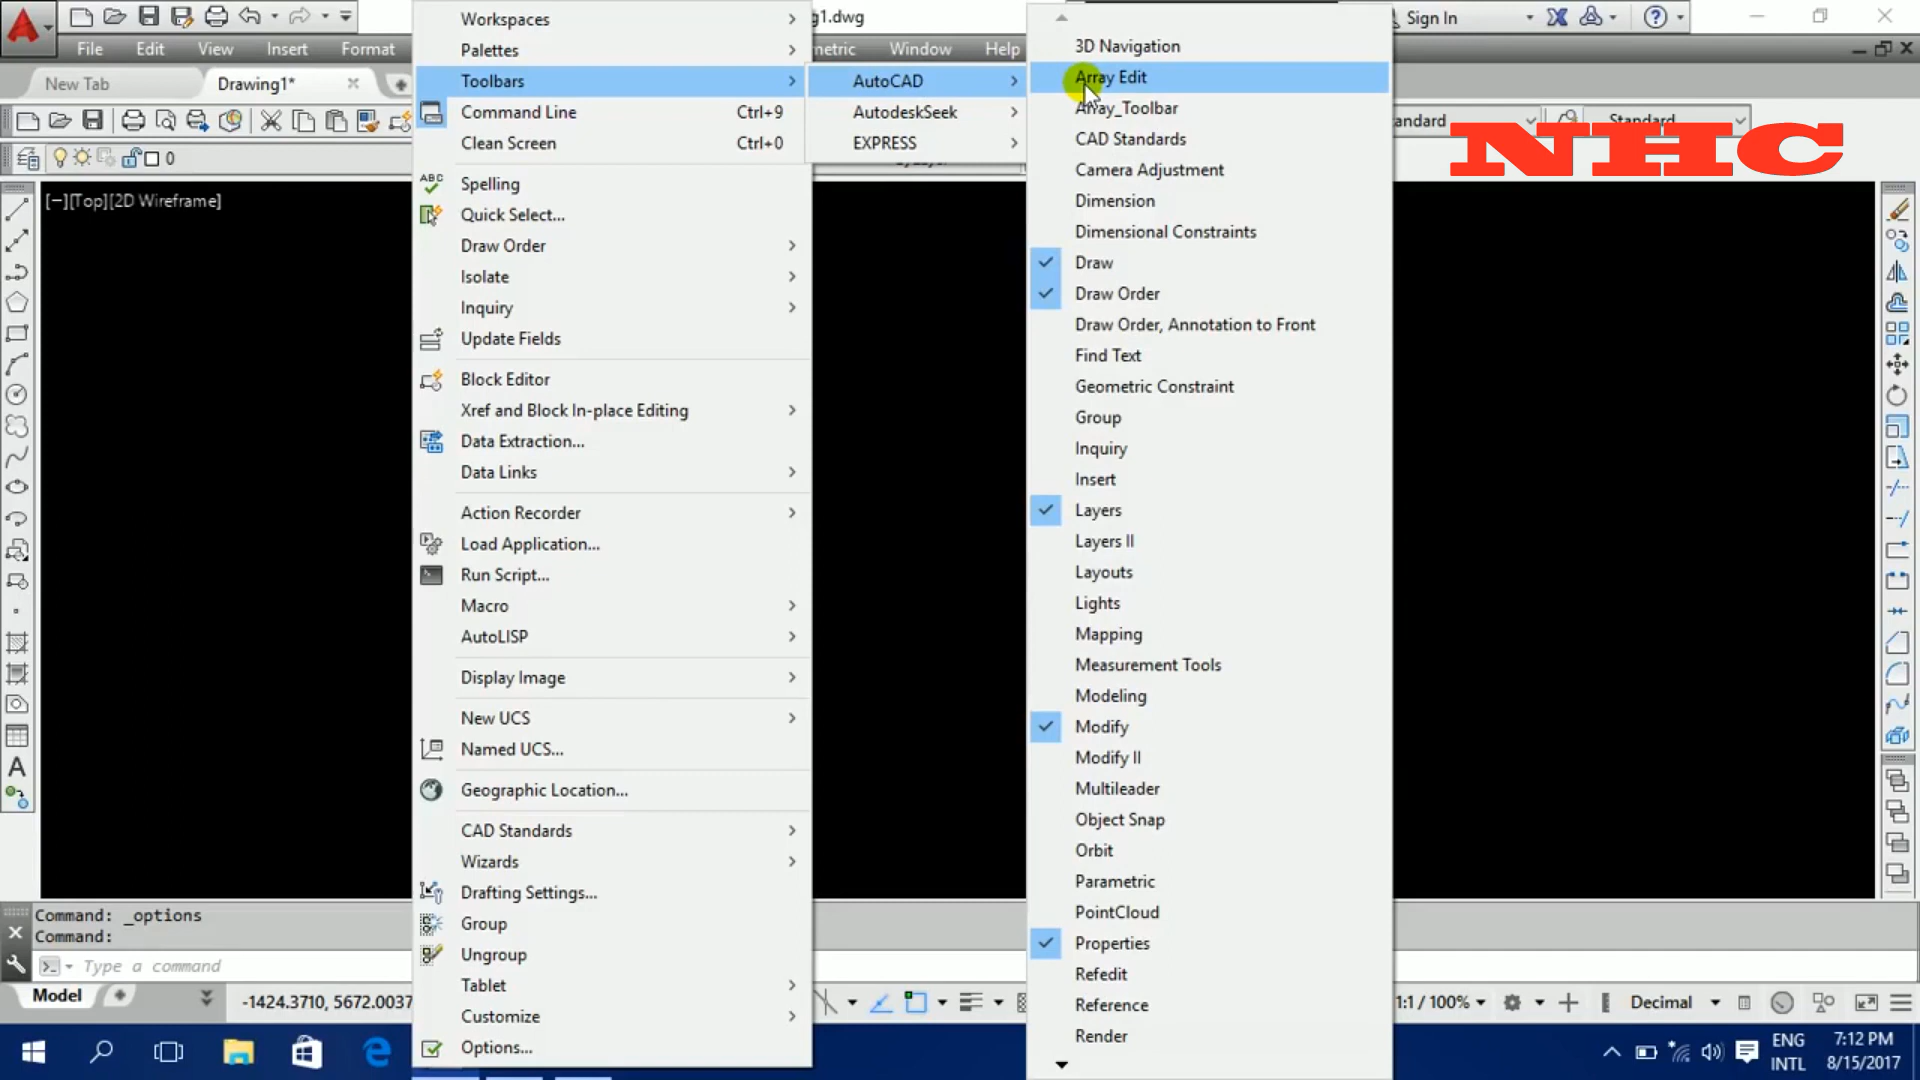 g1.dwg
Sign In
File
Edit
View
Insert
Format
metric
Window
Help
New Tab
Drawing1*
0
andard
Standard
NHC
[−][Top][2D Wireframe]
Workspaces
Palettes
Toolbars
Command Line Ctrl+9
Clean Screen Ctrl+0
ABC
Spelling
Quick Select...
Draw Order
Isolate
Inquiry
Update Fields
Block Editor
Xref and Block In-place Editing
Data Extraction...
Data Links
Action Recorder
Load Application...
Run Script...
Macro
AutoLISP
Display Image
New UCS
Named UCS...
Geographic Location...
CAD Standards
Wizards
Drafting Settings...
Group
Ungroup
Tablet
Customize
Options...
AutoCAD
AutodeskSeek
EXPRESS
3D Navigation
Array Edit
Array_Toolbar
CAD Standards
Camera Adjustment
Dimension
Dimensional Constraints
Draw
Draw Order
Draw Order, Annotation to Front
Find Text
Geometric Constraint
Group
Inquiry
Insert
Layers
Layers II
Layouts
Lights
Mapping
Measurement Tools
Modeling
Modify
Modify II
Multileader
Object Snap
Orbit
Parametric
PointCloud
Properties
Refedit
Reference
Render
A
Command: _options
Command:
Type a command
Model
-1424.3710, 5672.0037
1:1 / 100%
Decimal
ENG
INTL
7:12 PM
8/15/2017